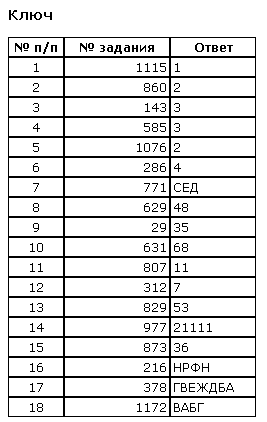 Ключ
№ п/п № задания Ответ
1 1115 1
2 860 2
3 143 3
4 585 3
5 1076 2
6 286 4
7 771 СЕД
8 629 48
9 29 35
10 631 68
11 807 11
12 312 7
13 829 53
14 977 21111
15 873 36
16 216 НРФН
17 378 ГВЕЖДБА
18 1172 ВАБГ